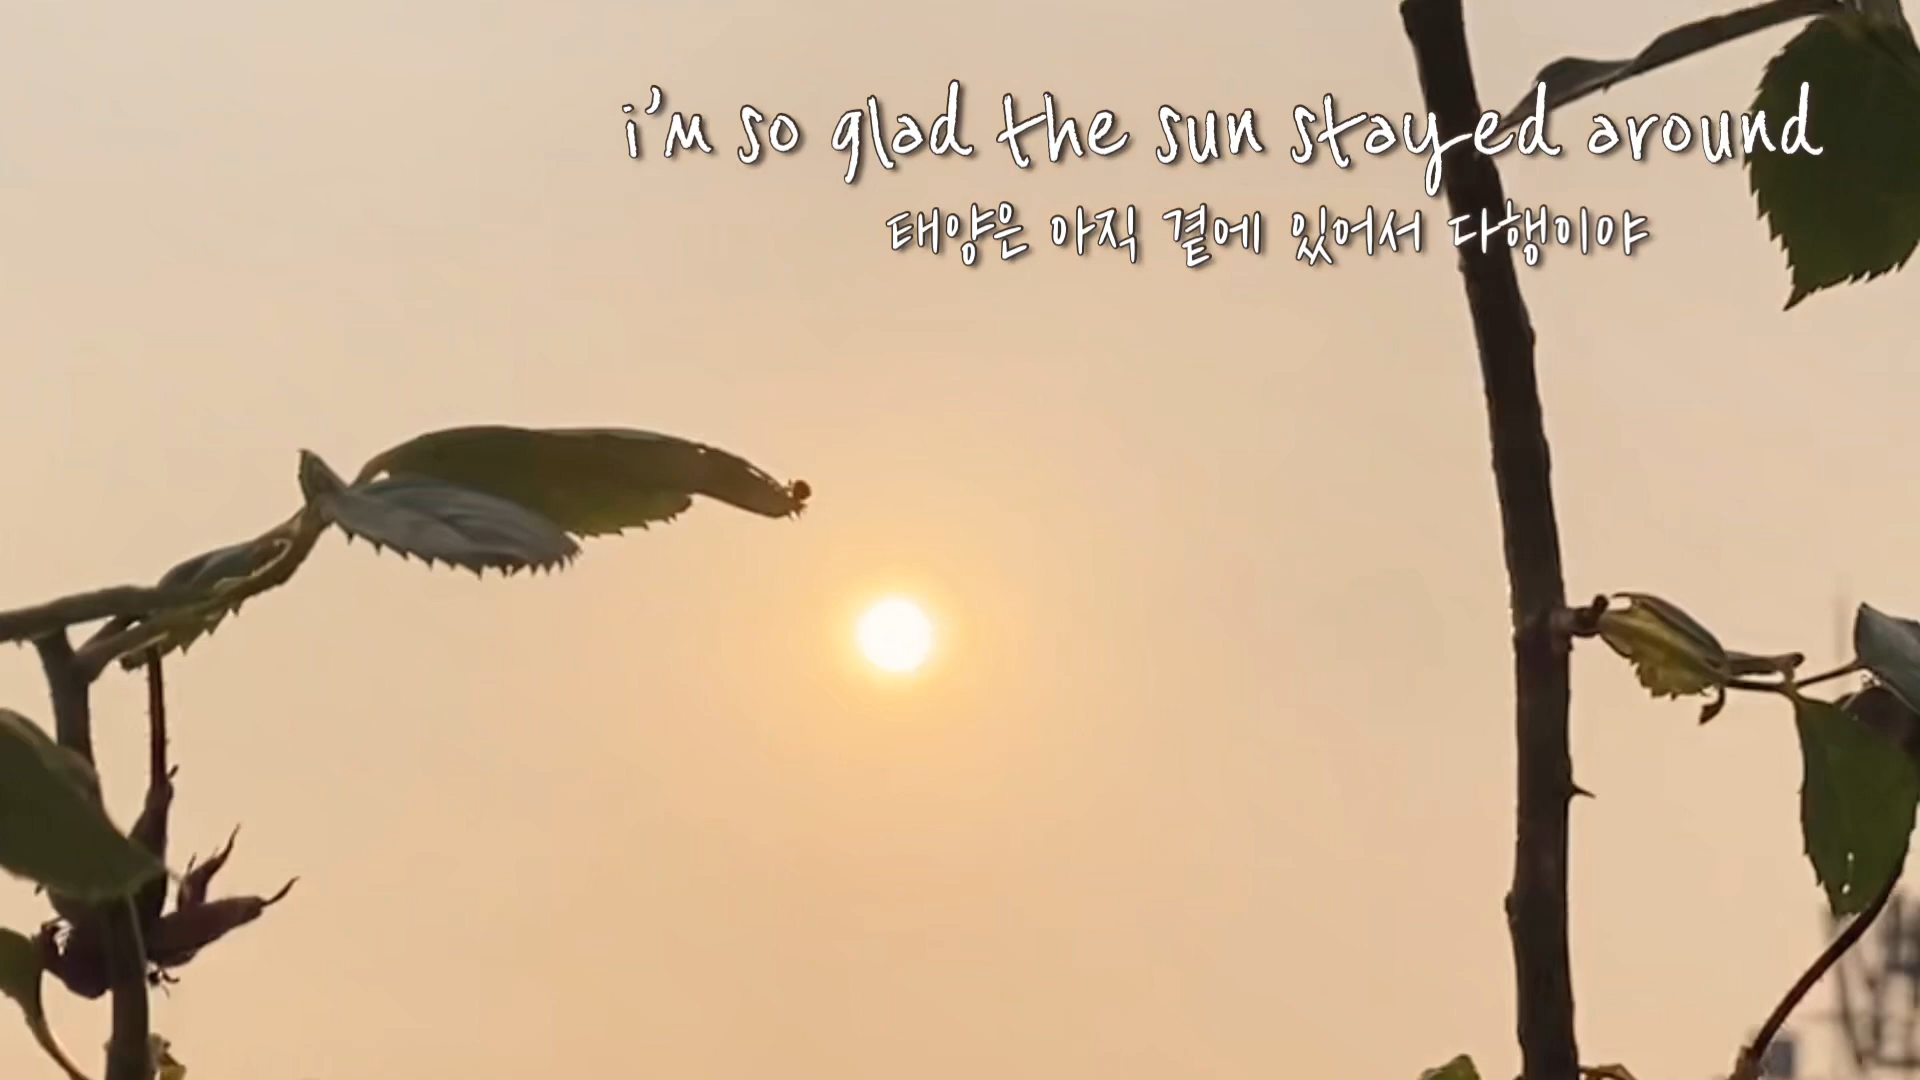 i'm so glad the sun stayed around
태양은 아직 곁에 있어서 다행이야